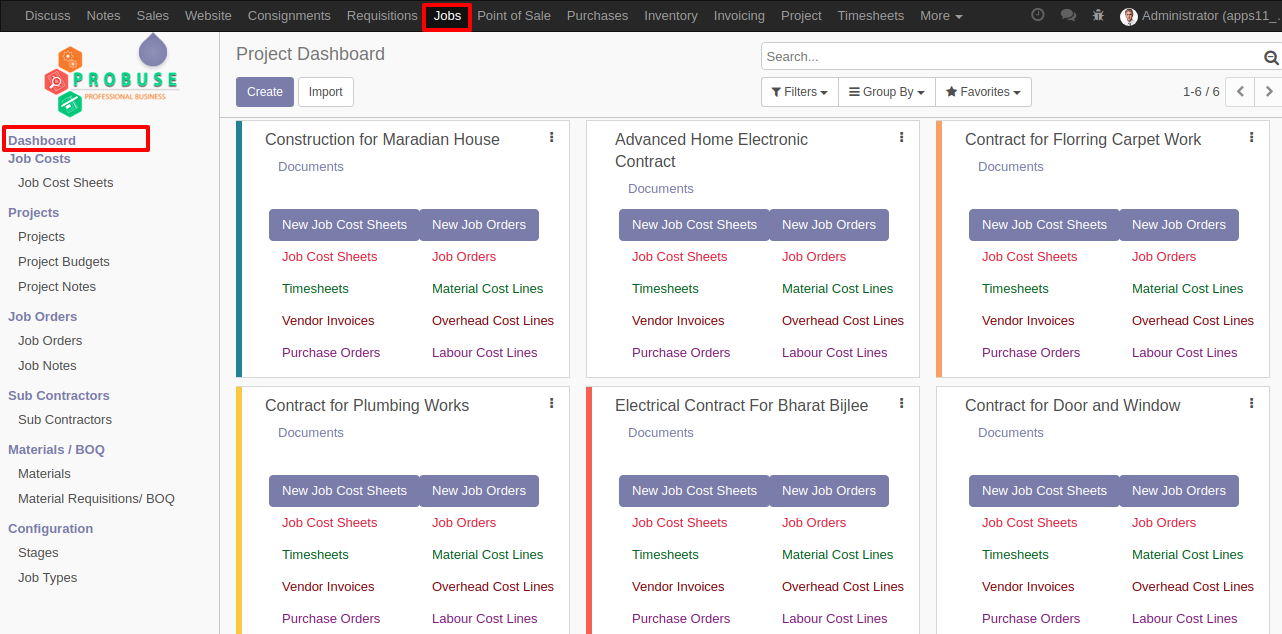 Discuss Notes Sales Website Consignments Requisitions Jobs Point of Sale Purchases Inventory Invoicing Project Timesheets More Administrator (apps11_
PROBUSE
PROFESSIONAL BUSINESS
Dashboard
Job Costs
Job Cost Sheets
Projects
Projects
Project Budgets
Project Notes
Job Orders
Job Orders
Job Notes
Sub Contractors
Sub Contractors
Materials / BOQ
Materials
Material Requisitions/ BOQ
Configuration
Stages
Job Types
Project Dashboard
Search...
Create Import
Filters Group By Favorites 1-6 / 6
Construction for Maradian House
Documents
New Job Cost Sheets New Job Orders
Job Cost Sheets Job Orders
Timesheets Material Cost Lines
Vendor Invoices Overhead Cost Lines
Purchase Orders Labour Cost Lines
Advanced Home Electronic
Contract
Documents
New Job Cost Sheets New Job Orders
Job Cost Sheets Job Orders
Timesheets Material Cost Lines
Vendor Invoices Overhead Cost Lines
Purchase Orders Labour Cost Lines
Contract for Florring Carpet Work
Documents
New Job Cost Sheets New Job Orders
Job Cost Sheets Job Orders
Timesheets Material Cost Lines
Vendor Invoices Overhead Cost Lines
Purchase Orders Labour Cost Lines
Contract for Plumbing Works
Documents
New Job Cost Sheets New Job Orders
Job Cost Sheets Job Orders
Timesheets Material Cost Lines
Vendor Invoices Overhead Cost Lines
Purchase Orders Labour Cost Lines
Electrical Contract For Bharat Bijlee
Documents
New Job Cost Sheets New Job Orders
Job Cost Sheets Job Orders
Timesheets Material Cost Lines
Vendor Invoices Overhead Cost Lines
Purchase Orders Labour Cost Lines
Contract for Door and Window
Documents
New Job Cost Sheets New Job Orders
Job Cost Sheets Job Orders
Timesheets Material Cost Lines
Vendor Invoices Overhead Cost Lines
Purchase Orders Labour Cost Lines